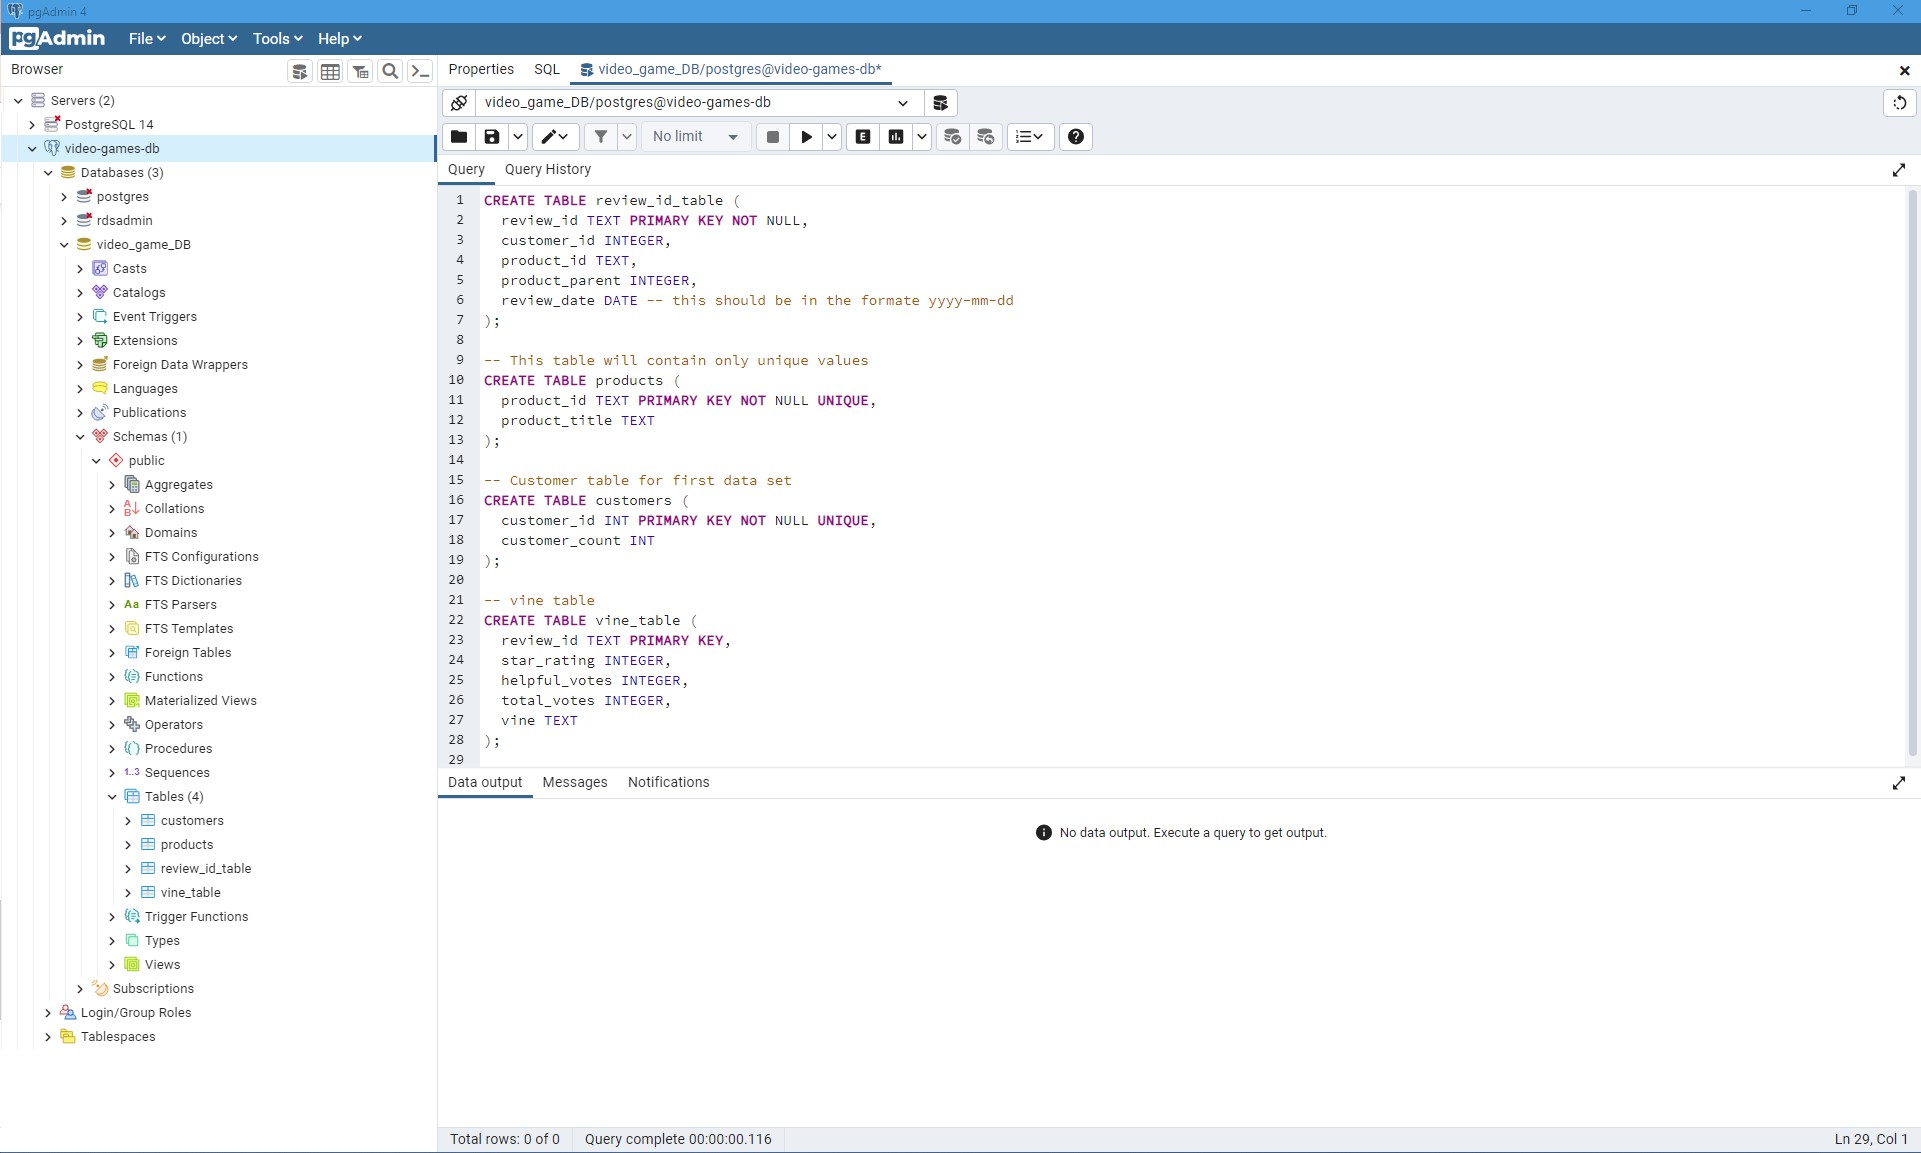 pgAdmin 4
pgAdmin File Object Tools Help
Browser
Properties SQL video_game_DB/postgres@video-games-db*
Servers (2)
PostgreSQL 14
video-games-db
Databases (3)
postgres
rdsadmin
video_game_DB
Casts
Catalogs
Event Triggers
Extensions
Foreign Data Wrappers
Languages
Publications
Schemas (1)
public
Aggregates
Collations
Domains
FTS Configurations
FTS Dictionaries
Aa FTS Parsers
FTS Templates
Foreign Tables
Functions
Materialized Views
Operators
Procedures
1..3 Sequences
Tables (4)
customers
products
review_id_table
vine_table
Trigger Functions
Types
Views
Subscriptions
Login/Group Roles
Tablespaces
video_game_DB/postgres@video-games-db
No limit E
Query Query History
1 CREATE TABLE review_id_table (
2 review_id TEXT PRIMARY KEY NOT NULL,
3 customer_id INTEGER,
4 product_id TEXT,
5 product_parent INTEGER,
6 review_date DATE -- this should be in the formate yyyy-mm-dd
7 );
8
9 -- This table will contain only unique values
10 CREATE TABLE products (
11 product_id TEXT PRIMARY KEY NOT NULL UNIQUE,
12 product_title TEXT
13 );
14
15 -- Customer table for first data set
16 CREATE TABLE customers (
17 customer_id INT PRIMARY KEY NOT NULL UNIQUE,
18 customer_count INT
19 );
20
21 -- vine table
22 CREATE TABLE vine_table (
23 review_id TEXT PRIMARY KEY,
24 star_rating INTEGER,
25 helpful_votes INTEGER,
26 total_votes INTEGER,
27 vine TEXT
28 );
29
Data output Messages Notifications
No data output. Execute a query to get output.
Total rows: 0 of 0 Query complete 00:00:00.116 Ln 29, Col 1